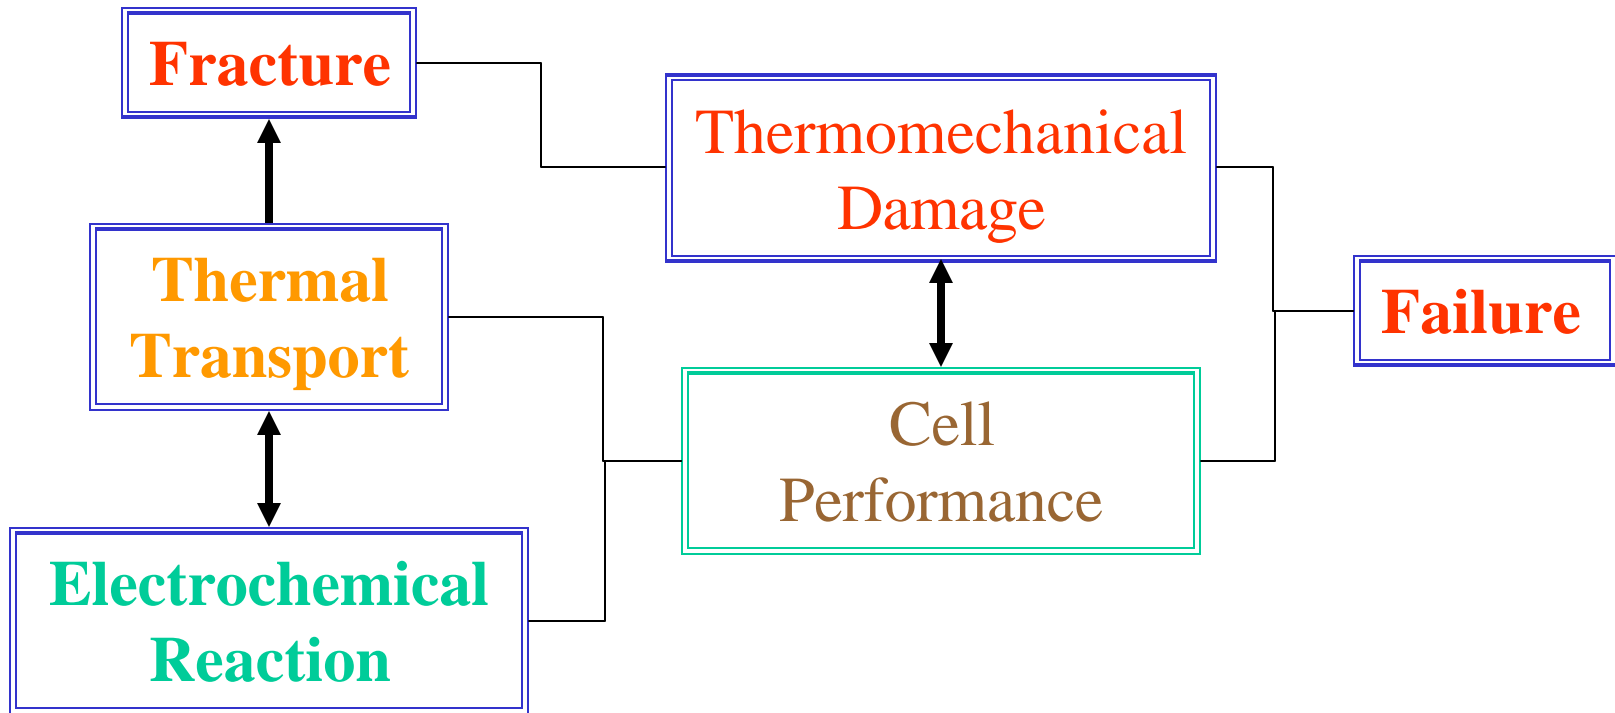 Fracture
Thermal
Transport
Electrochemical
Reaction
Thermomechanical
Damage
Cell
Performance
Failure